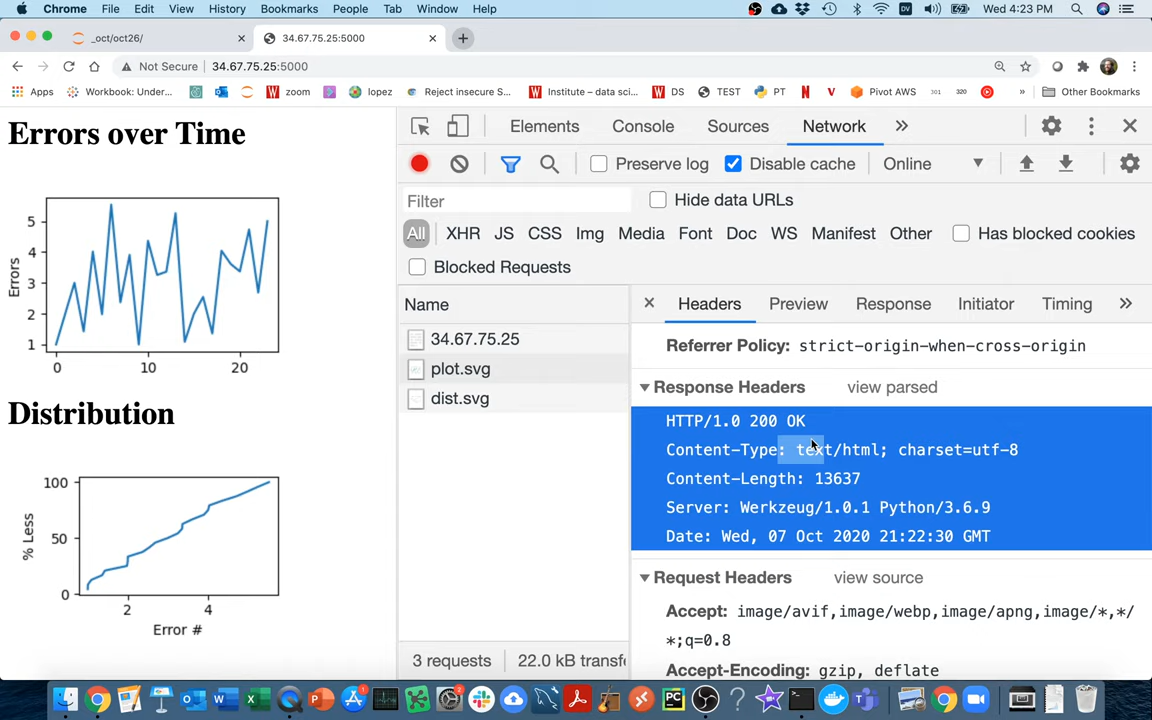 Chrome File Edit View History Bookmarks People Tab Window Help
Wed 4:23 PM
_oct/oct26/
34.67.75.25:5000
Not Secure 34.67.75.25:5000
Apps Workbook: Under... zoom lopez Reject insecure S... Institute – data sci... DS TEST PT Pivot AWS 101 320 » Other Bookmarks
Errors over Time
5
4
3
2
1
Errors
0 10 20
Distribution
100
50
0
% Less
2 4
Error #
Elements Console Sources Network »
Preserve log Disable cache Online
Filter
Hide data URLs
All XHR JS CSS Img Media Font Doc WS Manifest Other Has blocked cookies
Blocked Requests
Name
34.67.75.25
plot.svg
dist.svg
3 requests 22.0 kB transf
Headers Preview Response Initiator Timing »
Referrer Policy: strict-origin-when-cross-origin
Response Headers view parsed
HTTP/1.0 200 OK
Content-Type: text/html; charset=utf-8
Content-Length: 13637
Server: Werkzeug/1.0.1 Python/3.6.9
Date: Wed, 07 Oct 2020 21:22:30 GMT
Request Headers view source
Accept: image/avif,image/webp,image/apng,image/*,*/
*;q=0.8
Accept-Encoding: gzip, deflate